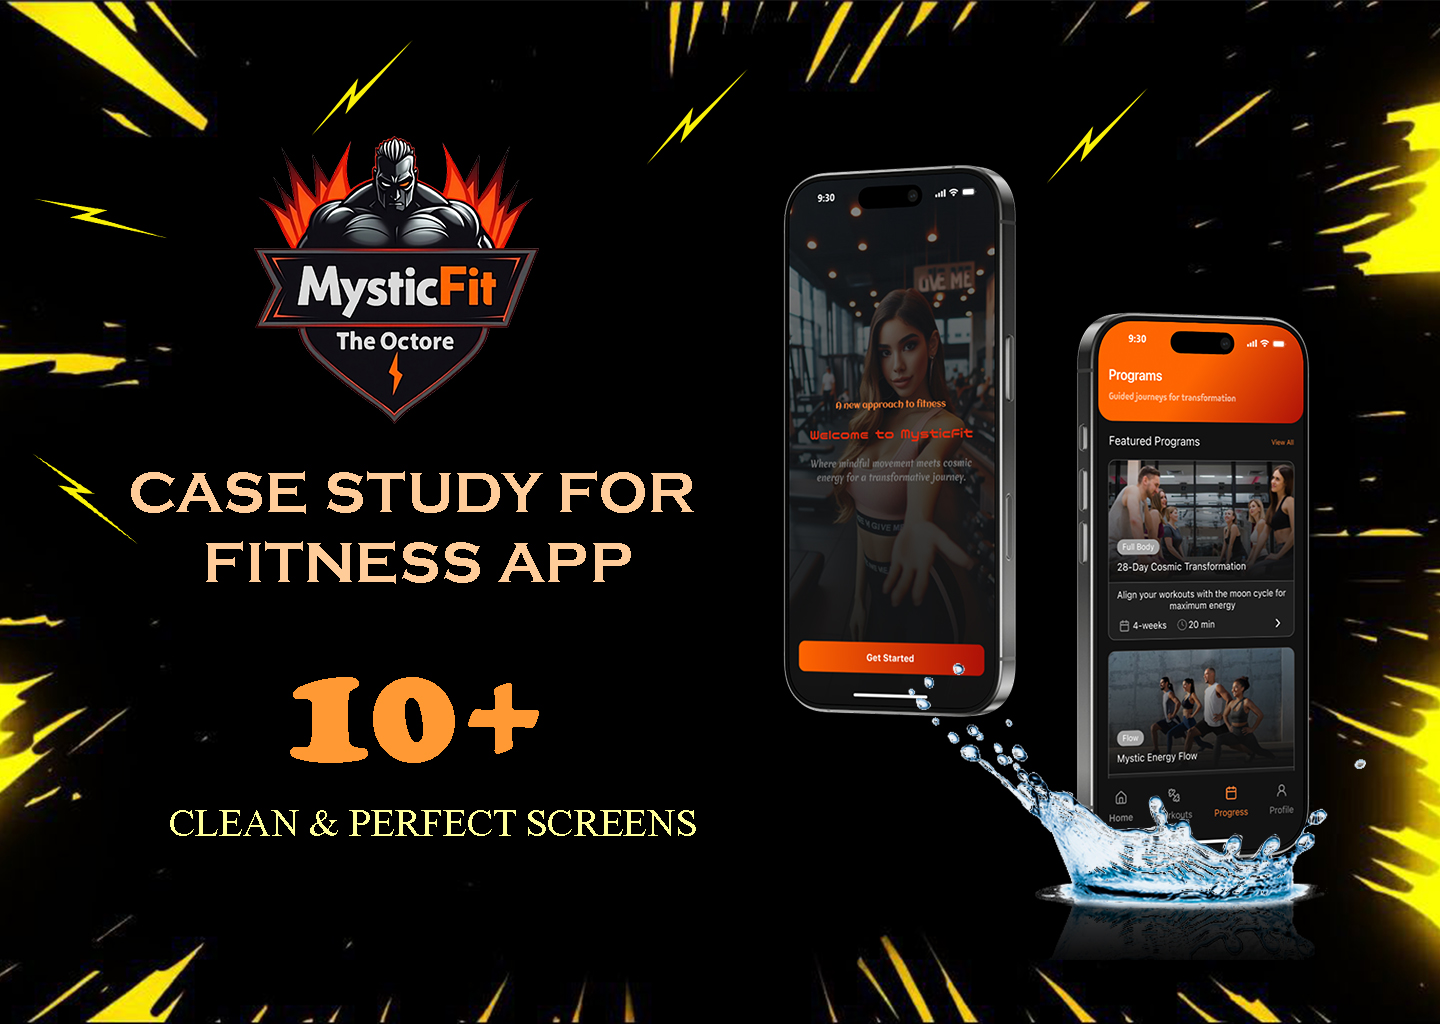 MysticFit
The Octore
CASE STUDY FOR
FITNESS APP
10+
CLEAN & PERFECT SCREENS
9:30
A new approach to fitness
Welcome to MysticFit
Where mindful movement meets cosmic
energy for a transformative journey.
Get Started
9:30
Programs
Guided journeys for transformation
Featured Programs
View All
Full Body
28-Day Cosmic Transformation
Align your workouts with the moon cycle for
maximum energy
4-weeks
20 min
Flow
Mystic Energy Flow
Home
Progress
Profile